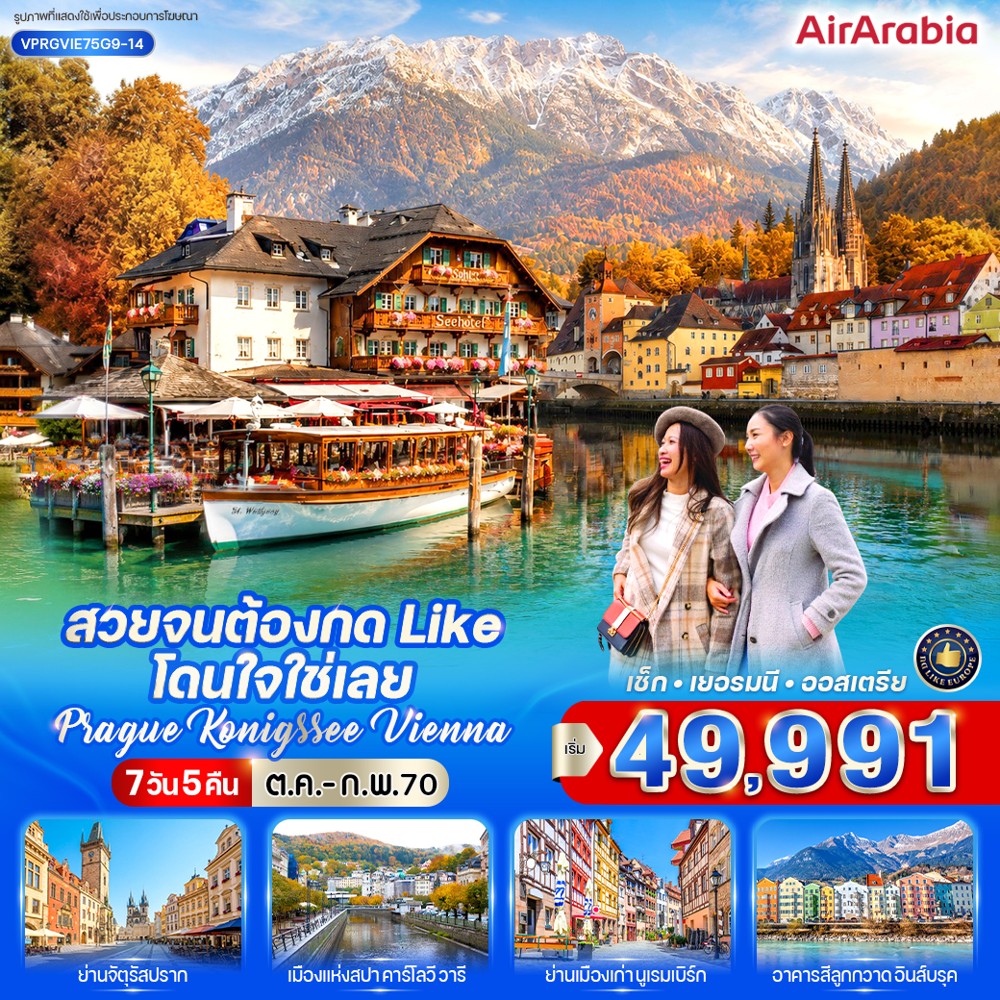 รูปภาพที่แสดงใช้เพื่อประกอบการโฆษณา
VPRGVIE75G9-14
AirArabia
Seehotel
St. Wolfgang
สวยจนต้องกด Like
โดนใจใช่เลย
Prague Konigssee Vienna
7 วัน 5 คืน
ต.ค.- ก.พ.70
GG LIKE EUROPE
เช็ก • เยอรมนี • ออสเตรีย
เริ่ม
49,991
ย่านจัตุรัสปราก
เมืองแห่งสปา คาร์โลวี วารี
ย่านเมืองเก่า นูเรมเบิร์ก
อาคารสีลูกกวาด อินส์บรุค